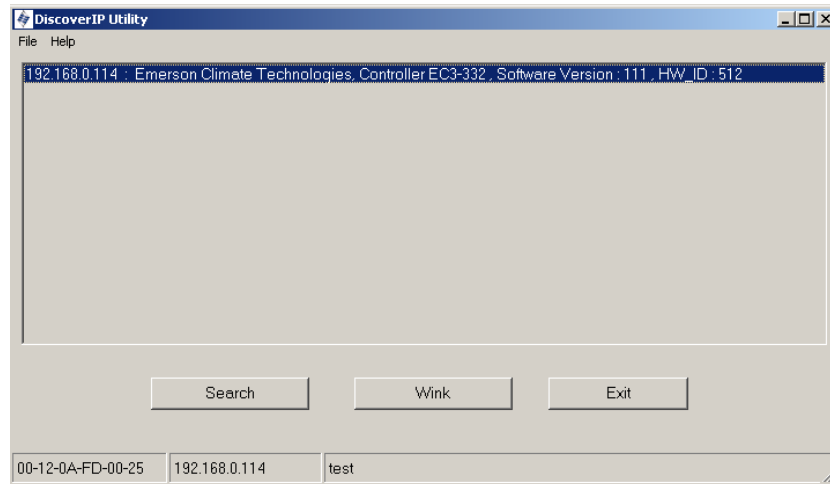 DiscoverIP Utility
File Help
192.168.0.114 : Emerson Climate Technologies, Controller EC3-332 , Software Version : 111 , HW_ID : 512
Search Wink Exit
00-12-0A-FD-00-25 192.168.0.114 test